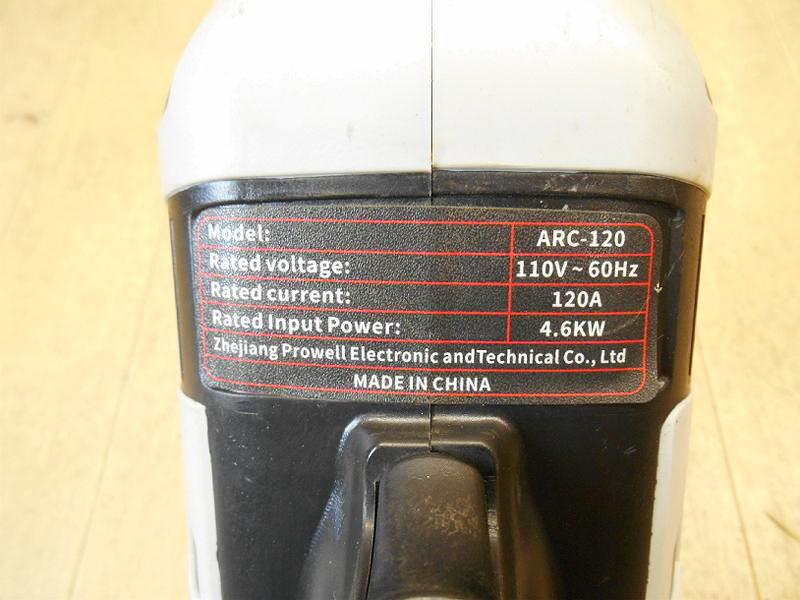 Model: ARC-120
Rated voltage: 110V ~ 60Hz
Rated current: 120A
Rated Input Power: 4.6KW
Zhejiang Prowell Electronic andTechnical Co., Ltd
MADE IN CHINA